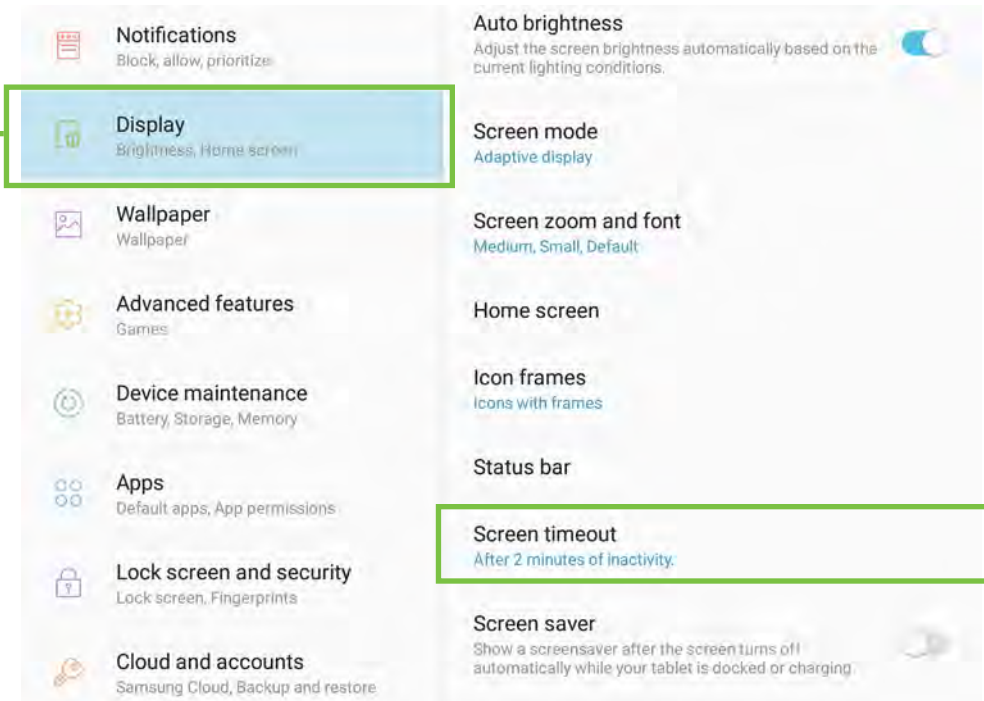 Notifications
Block, allow, prioritize
Display
Brightness, Home screen
Wallpaper
Wallpaper
Advanced features
Games
Device maintenance
Battery, Storage, Memory
Apps
Default apps, App permissions
Lock screen and security
Lock screen, Fingerprints
Cloud and accounts
Samsung Cloud, Backup and restore
Auto brightness
Adjust the screen brightness automatically based on the
current lighting conditions.
Screen mode
Adaptive display
Screen zoom and font
Medium, Small, Default
Home screen
Icon frames
Icons with frames
Status bar
Screen timeout
After 2 minutes of inactivity.
Screen saver
Show a screensaver after the screen turns off
automatically while your tablet is docked or charging